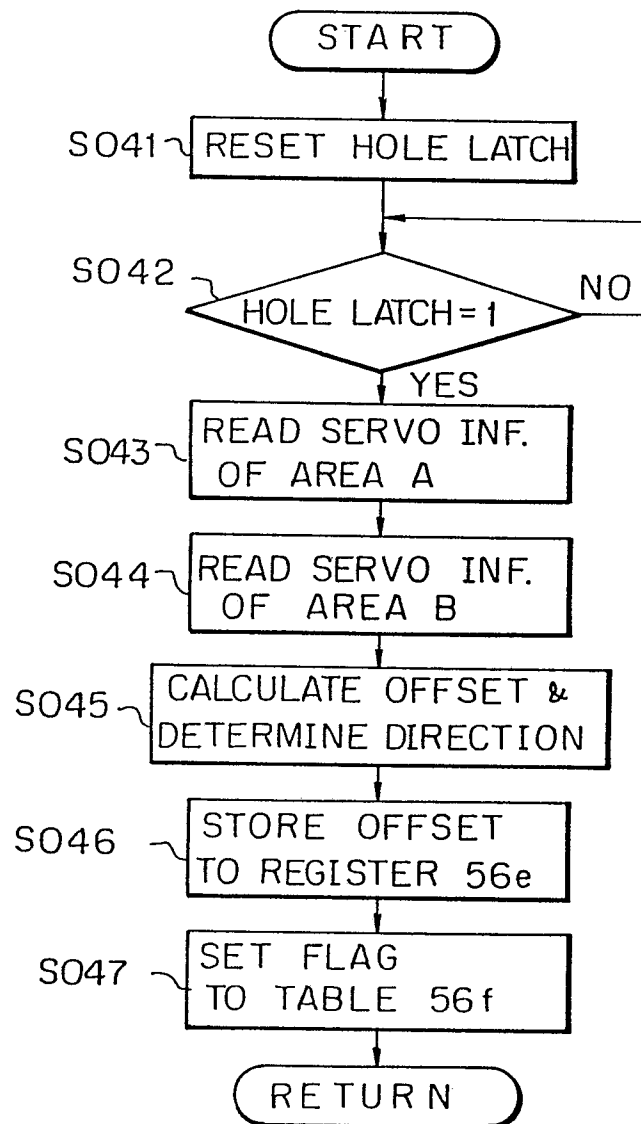 START
S041
RESET HOLE LATCH
S042
HOLE LATCH = 1
NO
YES
S043
READ SERVO INF.
OF AREA A
S044
READ SERVO INF.
OF AREA B
S045
CALCULATE OFFSET &
DETERMINE DIRECTION
S046
STORE OFFSET
TO REGISTER 56e
S047
SET FLAG
TO TABLE 56f
RETURN